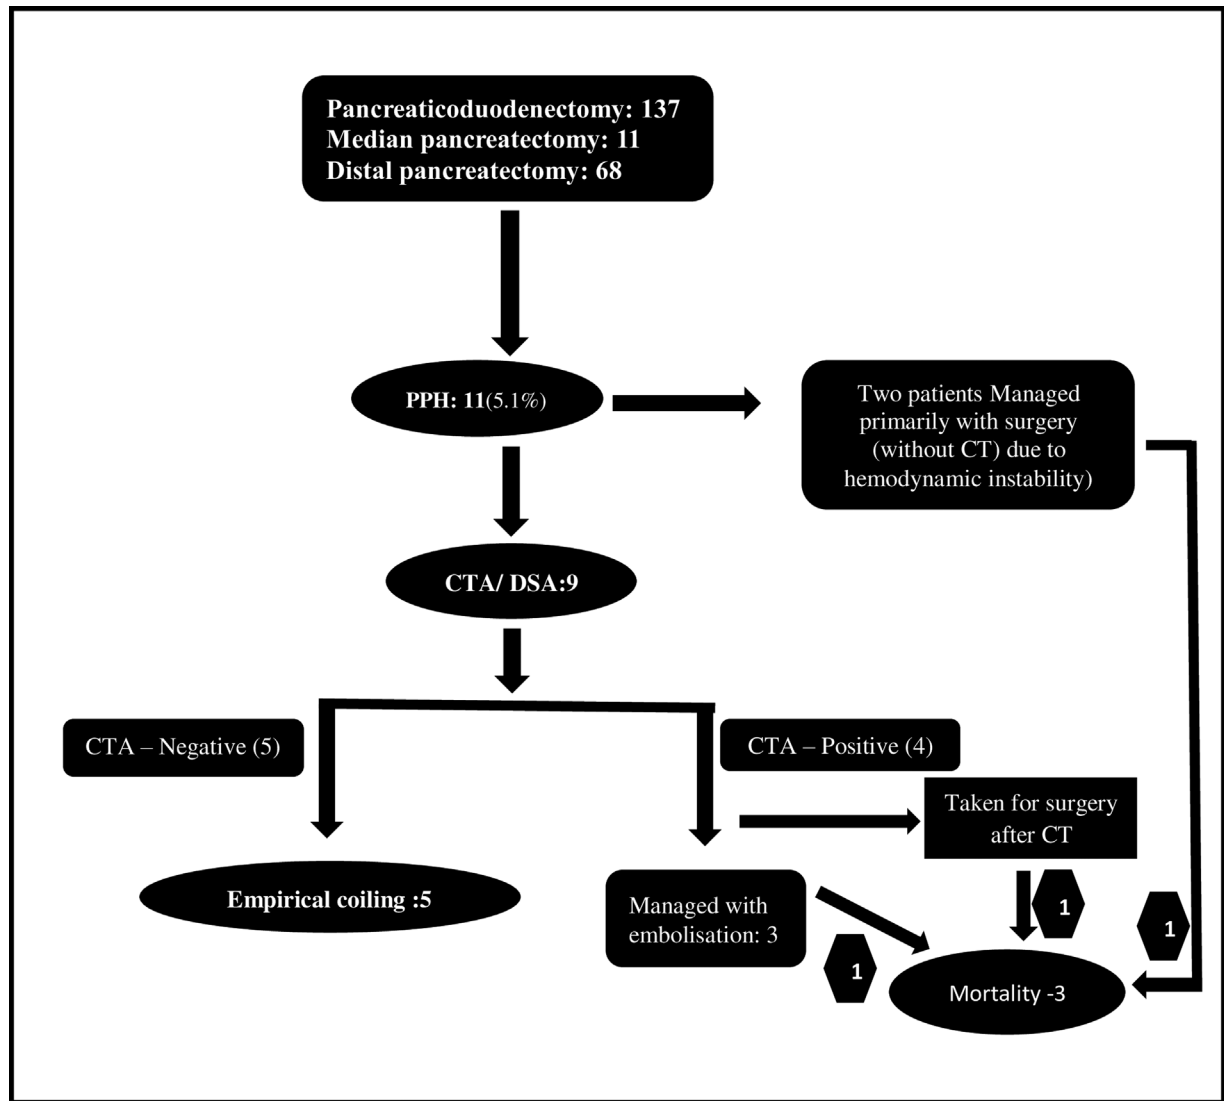 Pancreaticoduodenectomy: 137
Median pancreatectomy: 11
Distal pancreatectomy: 68
PPH: 11(5.1%)
Two patients Managed
primarily with surgery
(without CT) due to
hemodynamic instability)
CTA/ DSA:9
CTA – Negative (5)
CTA – Positive (4)
Taken for surgery
after CT
Empirical coiling :5
Managed with
embolisation: 3
1
1
1
Mortality -3